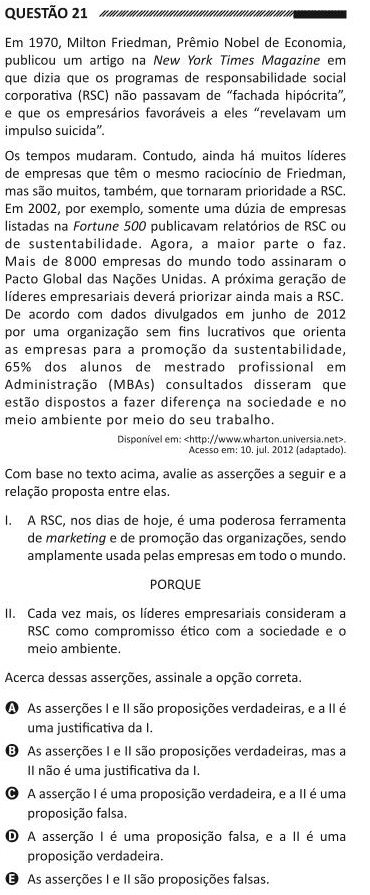 QUESTÃO 21
Em 1970, Milton Friedman, Prêmio Nobel de Economia,
publicou um artigo na New York Times Magazine em
que dizia que os programas de responsabilidade social
corporativa (RSC) não passavam de “fachada hipócrita”,
e que os empresários favoráveis a eles “revelavam um
impulso suicida”.
Os tempos mudaram. Contudo, ainda há muitos líderes
de empresas que têm o mesmo raciocínio de Friedman,
mas são muitos, também, que tornaram prioridade a RSC.
Em 2002, por exemplo, somente uma dúzia de empresas
listadas na Fortune 500 publicavam relatórios de RSC ou
de sustentabilidade. Agora, a maior parte o faz.
Mais de 8000 empresas do mundo todo assinaram o
Pacto Global das Nações Unidas. A próxima geração de
líderes empresariais deverá priorizar ainda mais a RSC.
De acordo com dados divulgados em junho de 2012
por uma organização sem fins lucrativos que orienta
as empresas para a promoção da sustentabilidade,
65% dos alunos de mestrado profissional em
Administração (MBAs) consultados disseram que
estão dispostos a fazer diferença na sociedade e no
meio ambiente por meio do seu trabalho.
Disponível em: <http://www.wharton.universia.net>.
Acesso em: 10. jul. 2012 (adaptado).
Com base no texto acima, avalie as asserções a seguir e a
relação proposta entre elas.
I. A RSC, nos dias de hoje, é uma poderosa ferramenta
de marketing e de promoção das organizações, sendo
amplamente usada pelas empresas em todo o mundo.
PORQUE
II. Cada vez mais, os líderes empresariais consideram a
RSC como compromisso ético com a sociedade e o
meio ambiente.
Acerca dessas asserções, assinale a opção correta.
A As asserções I e II são proposições verdadeiras, e a II é
uma justificativa da I.
B As asserções I e II são proposições verdadeiras, mas a
II não é uma justificativa da I.
C A asserção I é uma proposição verdadeira, e a II é uma
proposição falsa.
D A asserção I é uma proposição falsa, e a II é uma
proposição verdadeira.
E As asserções I e II são proposições falsas.